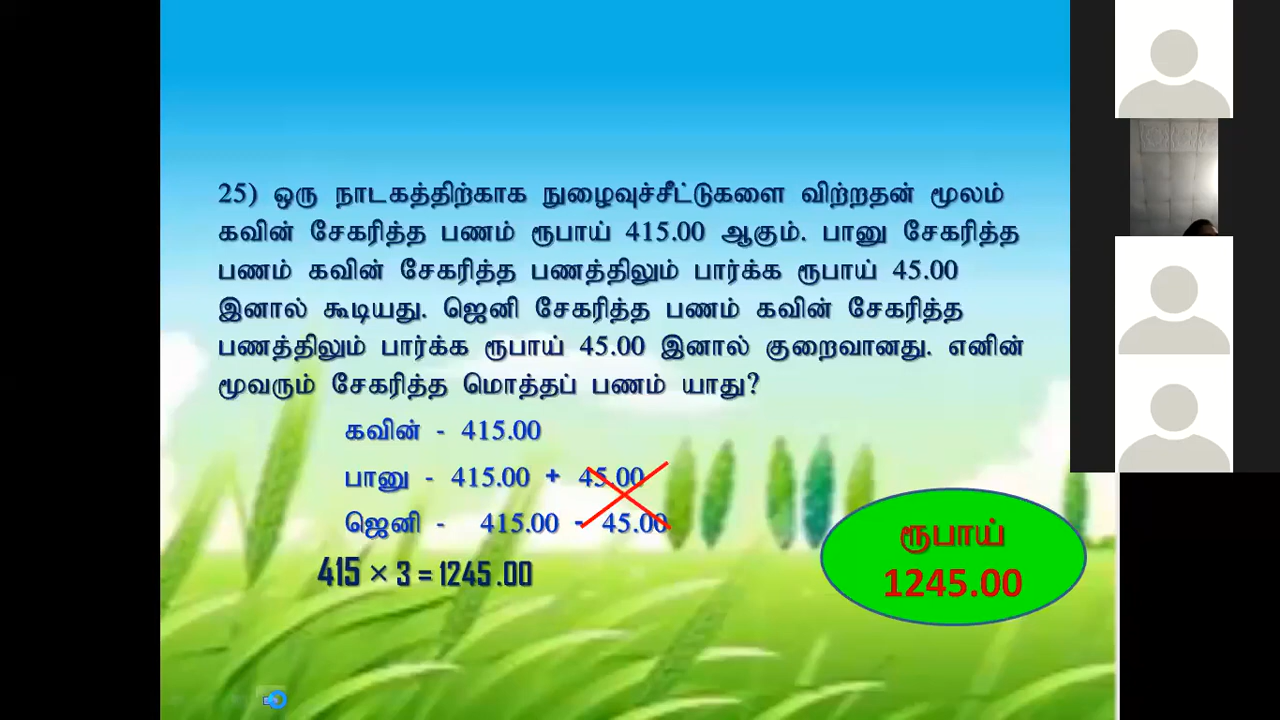 25) ஒரு நாடகத்திற்காக நுழைவுச்சீட்டுகளை விற்றதன் மூலம்
கவின் சேகரித்த பணம் ரூபாய் 415.00 ஆகும். பானு சேகரித்த
பணம் கவின் சேகரித்த பணத்திலும் பார்க்க ரூபாய் 45.00
இனால் கூடியது. ஜெனி சேகரித்த பணம் கவின் சேகரித்த
பணத்திலும் பார்க்க ரூபாய் 45.00 இனால் குறைவானது. எனின்
மூவரும் சேகரித்த மொத்தப் பணம் யாது?
கவின் - 415.00
பானு - 415.00 + 45.00
ஜெனி - 415.00 - 45.00
415 × 3 = 1245.00
ரூபாய்
1245.00